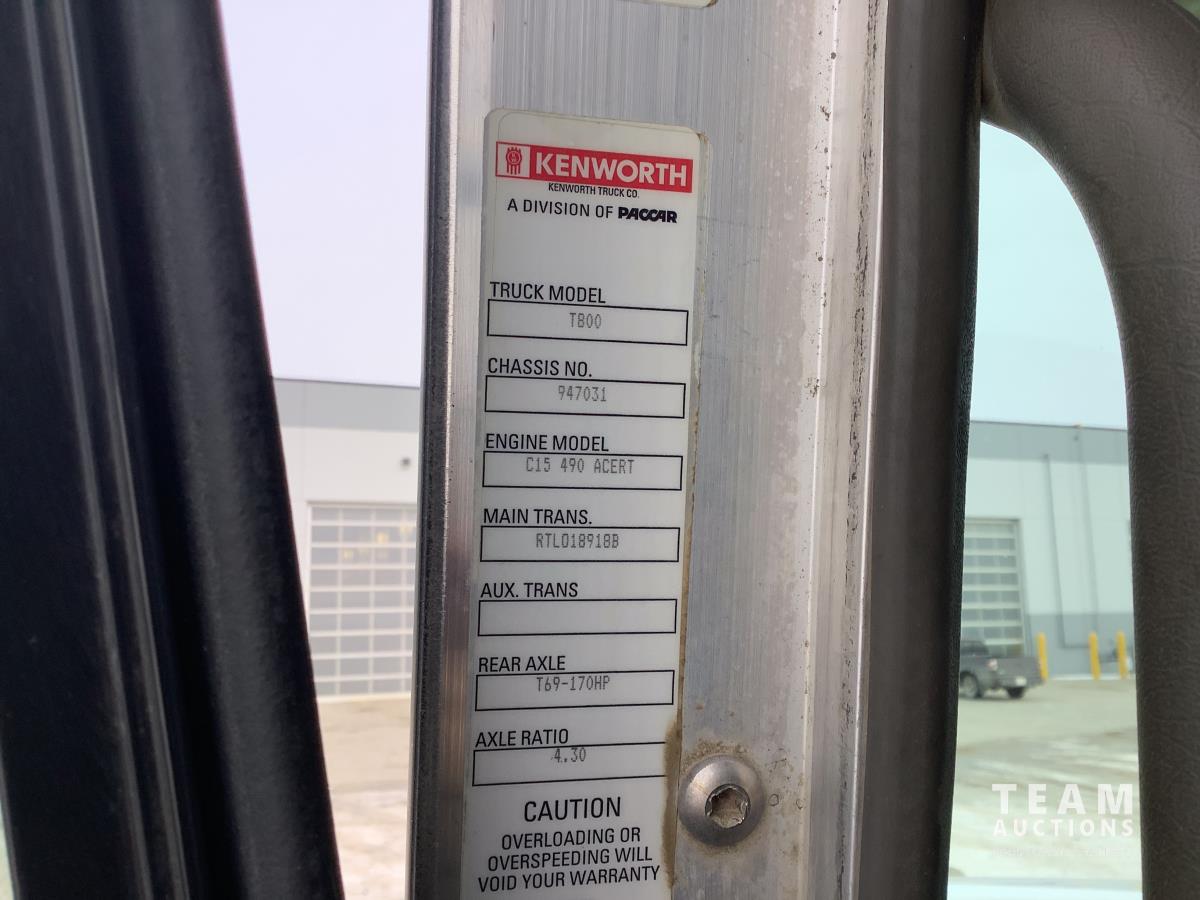 KENWORTH
KENWORTH TRUCK CO.
A DIVISION OF PACCAR
TRUCK MODEL
T800
CHASSIS NO.
947031
ENGINE MODEL
C15 490 ACERT
MAIN TRANS.
RTLO18918B
AUX. TRANS
REAR AXLE
T69-170HP
AXLE RATIO
4.30
CAUTION
OVERLOADING OR
OVERSPEEDING WILL
VOID YOUR WARRANTY
TEAM
AUCTIONS